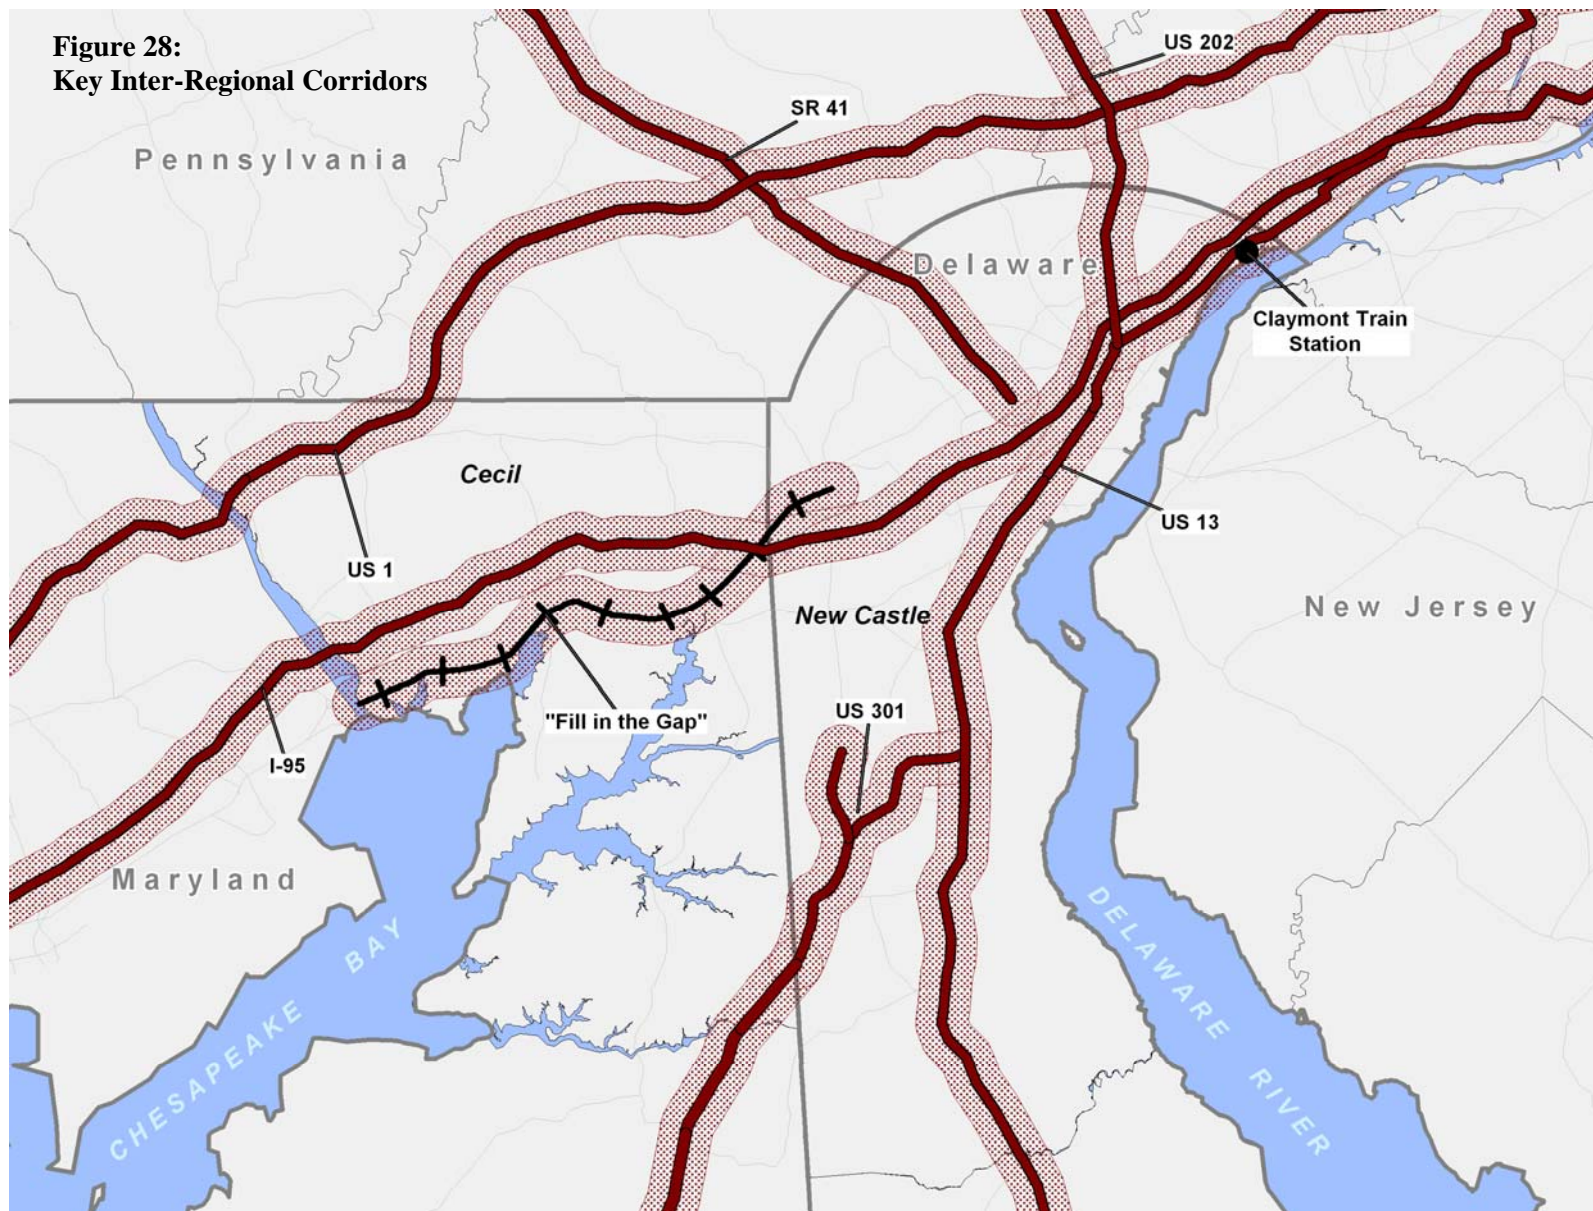 Figure 28:
Key Inter-Regional Corridors
US 202
SR 41
Pennsylvania
Delaware
Claymont Train
Station
Cecil
US 13
US 1
New Jersey
New Castle
US 301
"Fill in the Gap"
I-95
Maryland
CHESAPEAKE BAY
DELAWARE RIVER